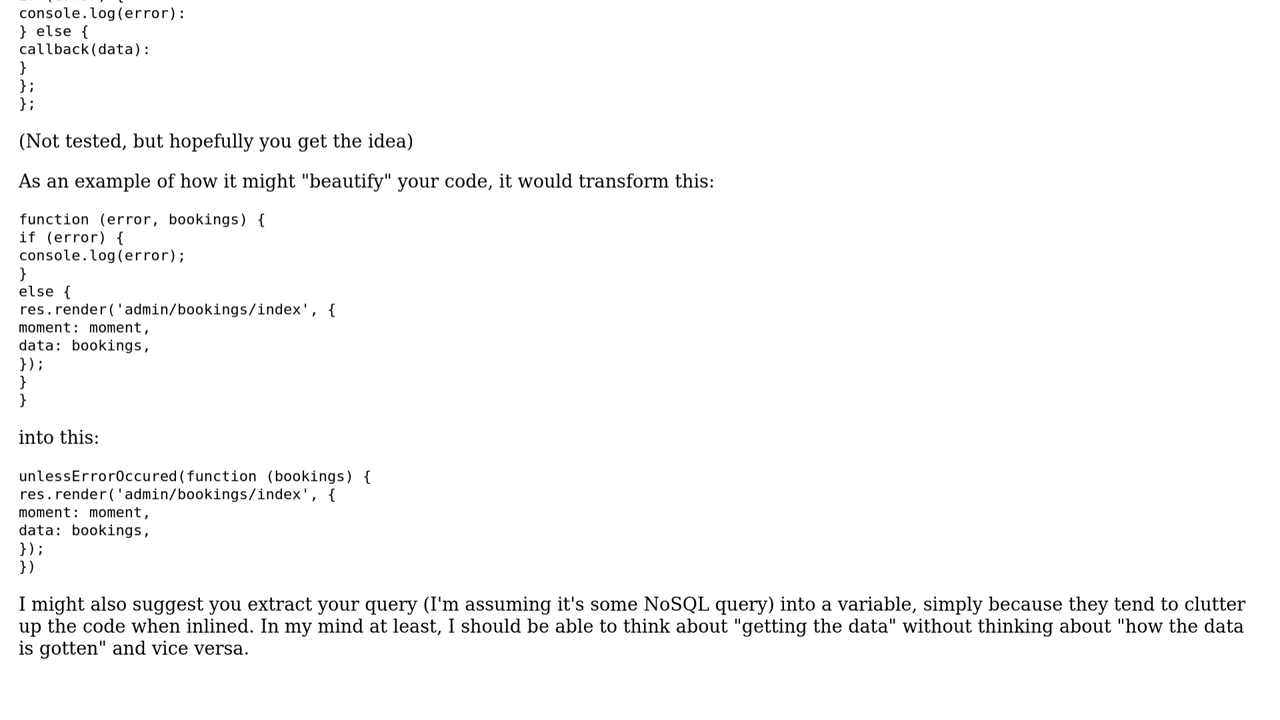 console.log(error):
} else {
callback(data):
}
};
};
(Not tested, but hopefully you get the idea)
As an example of how it might "beautify" your code, it would transform this:
function (error, bookings) {
if (error) {
console.log(error);
}
else {
res.render('admin/bookings/index', {
moment: moment,
data: bookings,
});
}
}
into this:
unlessErrorOccured(function (bookings) {
res.render('admin/bookings/index', {
moment: moment,
data: bookings,
});
})
I might also suggest you extract your query (I'm assuming it's some NoSQL query) into a variable, simply because they tend to clutter
up the code when inlined. In my mind at least, I should be able to think about "getting the data" without thinking about "how the data
is gotten" and vice versa.